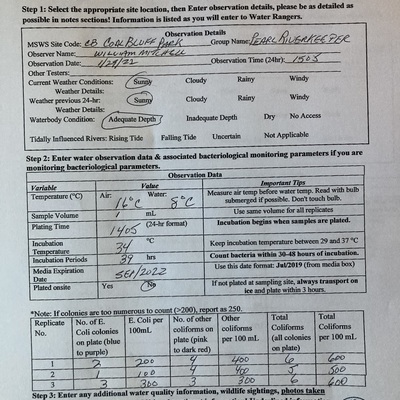 Step 1: Select the appropriate site location, then Enter observation details, please be as detailed as
possible in notes sections! Information is listed as you will enter to Water Rangers.
Observation Details
MSWS Site Code: CB COAL BLUFF PARK Group Name: PEARL RIVERKEEPER
Observer Name: WILLIAM MITCHELL
Observation Date: 1/29/22 Observation Time (24hr): 1505
Other Testers:
Current Weather Conditions: Sunny Cloudy Rainy Windy
Weather Details:
Weather previous 24-hr: Sunny Cloudy Rainy Windy
Weather Details:
Waterbody Condition: Adequate Depth Inadequate Depth Dry No Access
Tidally Influenced Rivers: Rising Tide Falling Tide Uncertain Not Applicable
Step 2: Enter water observation data & associated bacteriological monitoring parameters if you are
monitoring bacteriological parameters.
Observation Data
Variable Value Important Tips
Temperature (°C) Air: 16°C Water: 8°C Measure air temp before water temp. Read with bulb submerged if possible. Don't touch bulb.
Sample Volume 1 mL Use same volume for all replicates
Plating Time 1405 (24-hr format) Incubation begins when samples are plated.
Incubation Temperature 34 °C Keep incubation temperature between 29 and 37 °C
Incubation Periods 39 hrs Count bacteria within 30-48 hours of incubation.
Media Expiration Date SEP/2022 Use this date format: Jul/2019 (from media box)
Plated onsite Yes No If not plated at sampling site, always transport on ice and plate within 3 hours.
*Note: If colonies are too numerous to count (>200), report as 250.
Replicate No. No. of E. Coli colonies on plate (blue to purple) E. Coli per 100mL No. of other coliforms on plate (pink to dark red) Other coliforms per 100 mL Total Coliforms (all colonies on plate) Total Coliforms per 100 mL
1 2 200 4 400 6 600
2 1 100 4 400 5 500
3 3 300 3 300 6 600
Step 3: Enter any additional water quality information, wildlife sightings, photos taken